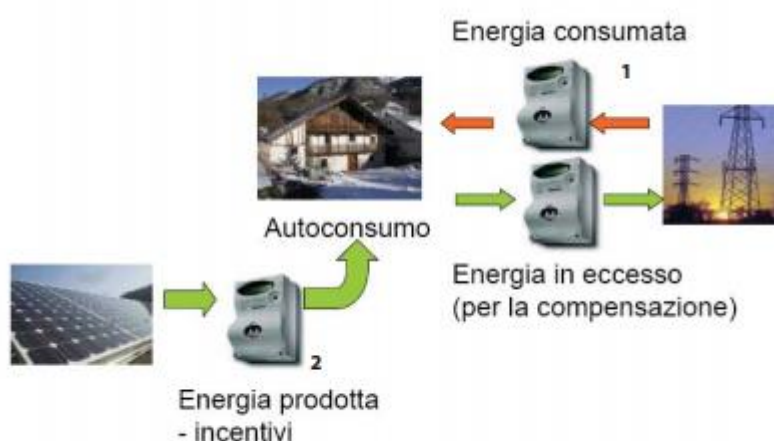 Energia consumata
1
Autoconsumo
Energia in eccesso
(per la compensazione)
2
Energia prodotta
- incentivi